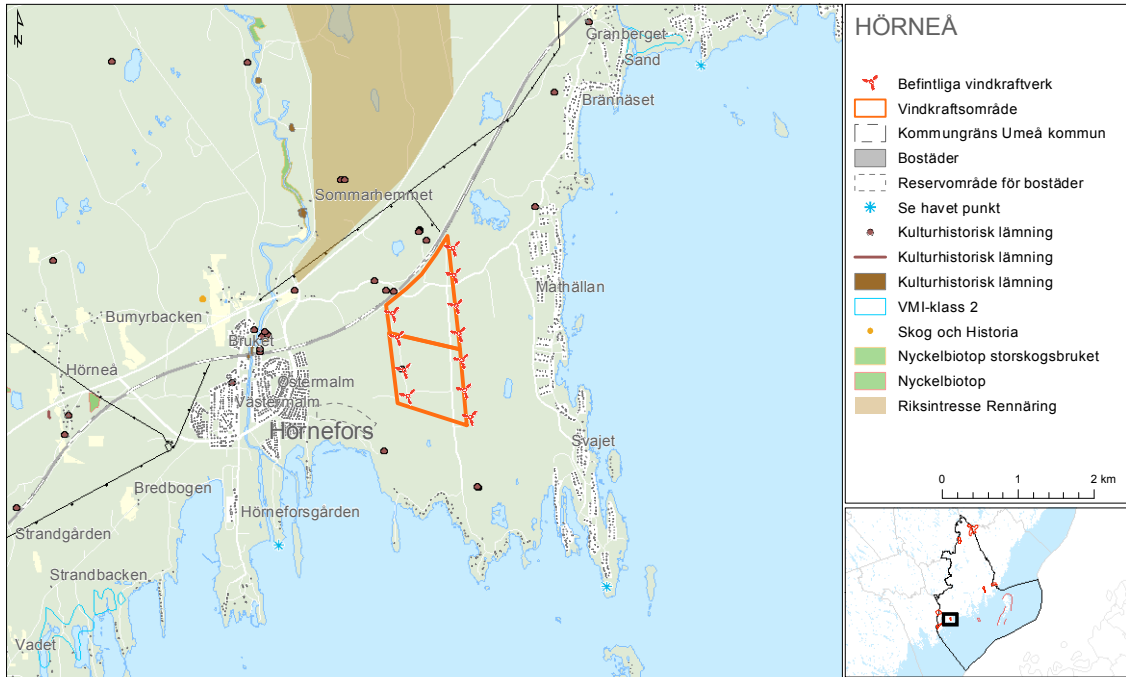 N
Granberget
Sand
Brännäset
Sommarhemmet
Mathällan
Bumyrbacken
Bruket
Hörneå
Östermalm
Västermalm
Hörnefors
Svajet
Bredbogen
Hörneforsgården
Strandgården
Strandbacken
Vadet
HÖRNEÅ
Befintliga vindkraftverk
Vindkraftsområde
Kommungräns Umeå kommun
Bostäder
Reservområde för bostäder
Se havet punkt
Kulturhistorisk lämning
Kulturhistorisk lämning
Kulturhistorisk lämning
VMI-klass 2
Skog och Historia
Nyckelbiotop storskogsbruket
Nyckelbiotop
Riksintresse Rennäring
0 1 2 km